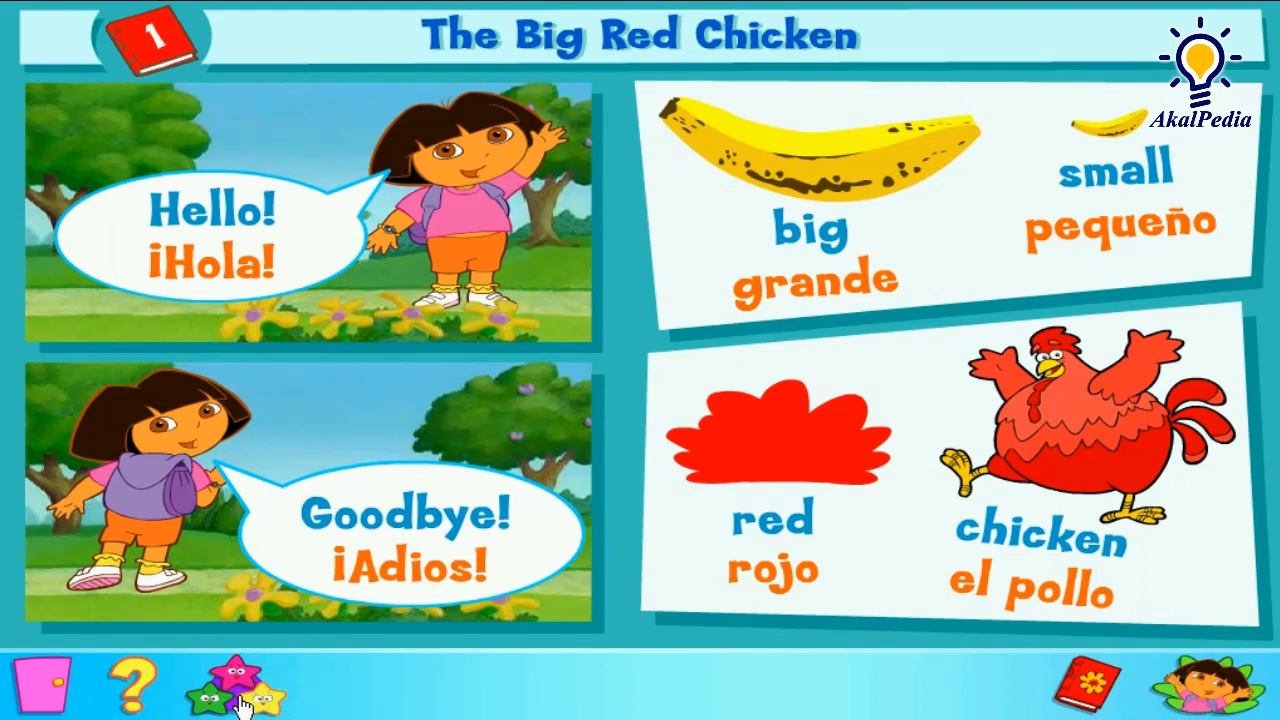 1
The Big Red Chicken
AkalPedia
Hello!
¡Hola!
big
grande
small
pequeño
Goodbye!
¡Adios!
red
rojo
chicken
el pollo
?